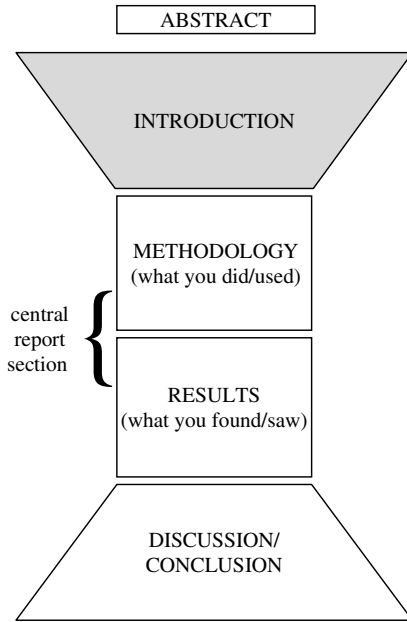 ABSTRACT
INTRODUCTION
METHODOLOGY
(what you did/used)
central
report
section
RESULTS
(what you found/saw)
DISCUSSION/
CONCLUSION